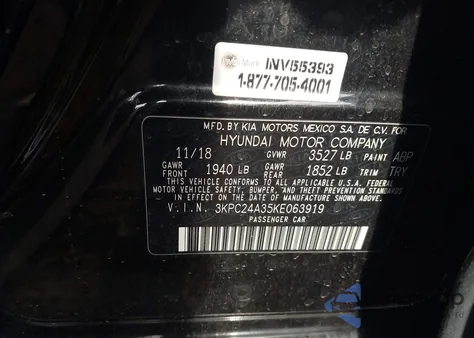 Mark INV55393
1-877-705-4001
MFD. BY KIA MOTORS MEXICO S.A. DE C.V. FOR
HYUNDAI MOTOR COMPANY
11/18 GVWR 3527 LB PAINT ABP
GAWR FRONT 1940 LB GAWR REAR 1852 LB TRIM TRY
THIS VEHICLE CONFORMS TO ALL APPLICABLE U.S.A. FEDERAL
MOTOR VEHICLE SAFETY, BUMPER, AND THEFT PREVENTION STANDARDS
IN EFFECT ON THE DATE OF MANUFACTURE SHOWN ABOVE.
V.I.N. 3KPC24A35KE063919
PASSENGER CAR